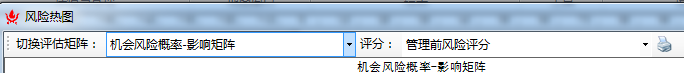 风险热图
切换评估矩阵： 机会风险概率-影响矩阵 评分： 管理前风险评分
机会风险概率-影响矩阵